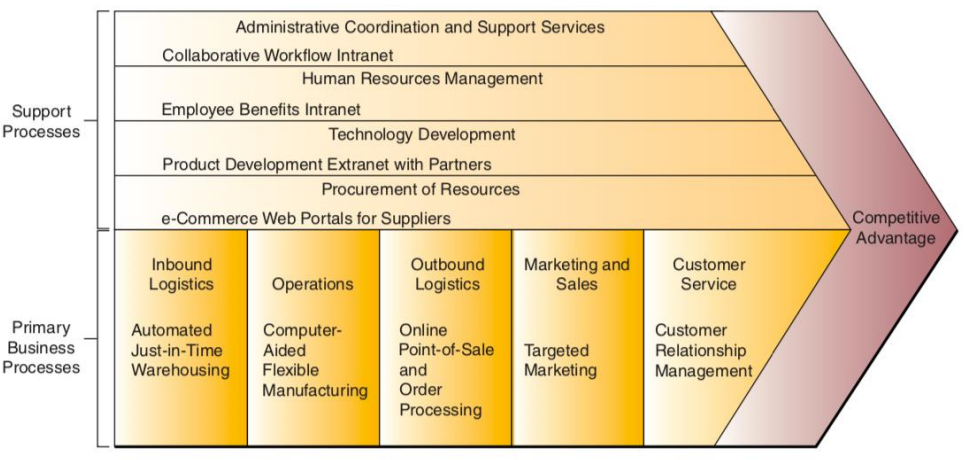 Administrative Coordination and Support Services
Collaborative Workflow Intranet
Human Resources Management
Employee Benefits Intranet
Technology Development
Product Development Extranet with Partners
Procurement of Resources
e-Commerce Web Portals for Suppliers
Support
Processes
Competitive
Advantage
Primary
Business
Processes
Inbound
Logistics
Automated
Just-in-Time
Warehousing
Operations
Computer-
Aided
Flexible
Manufacturing
Outbound
Logistics
Online
Point-of-Sale
and
Order
Processing
Marketing and
Sales
Targeted
Marketing
Customer
Service
Customer
Relationship
Management